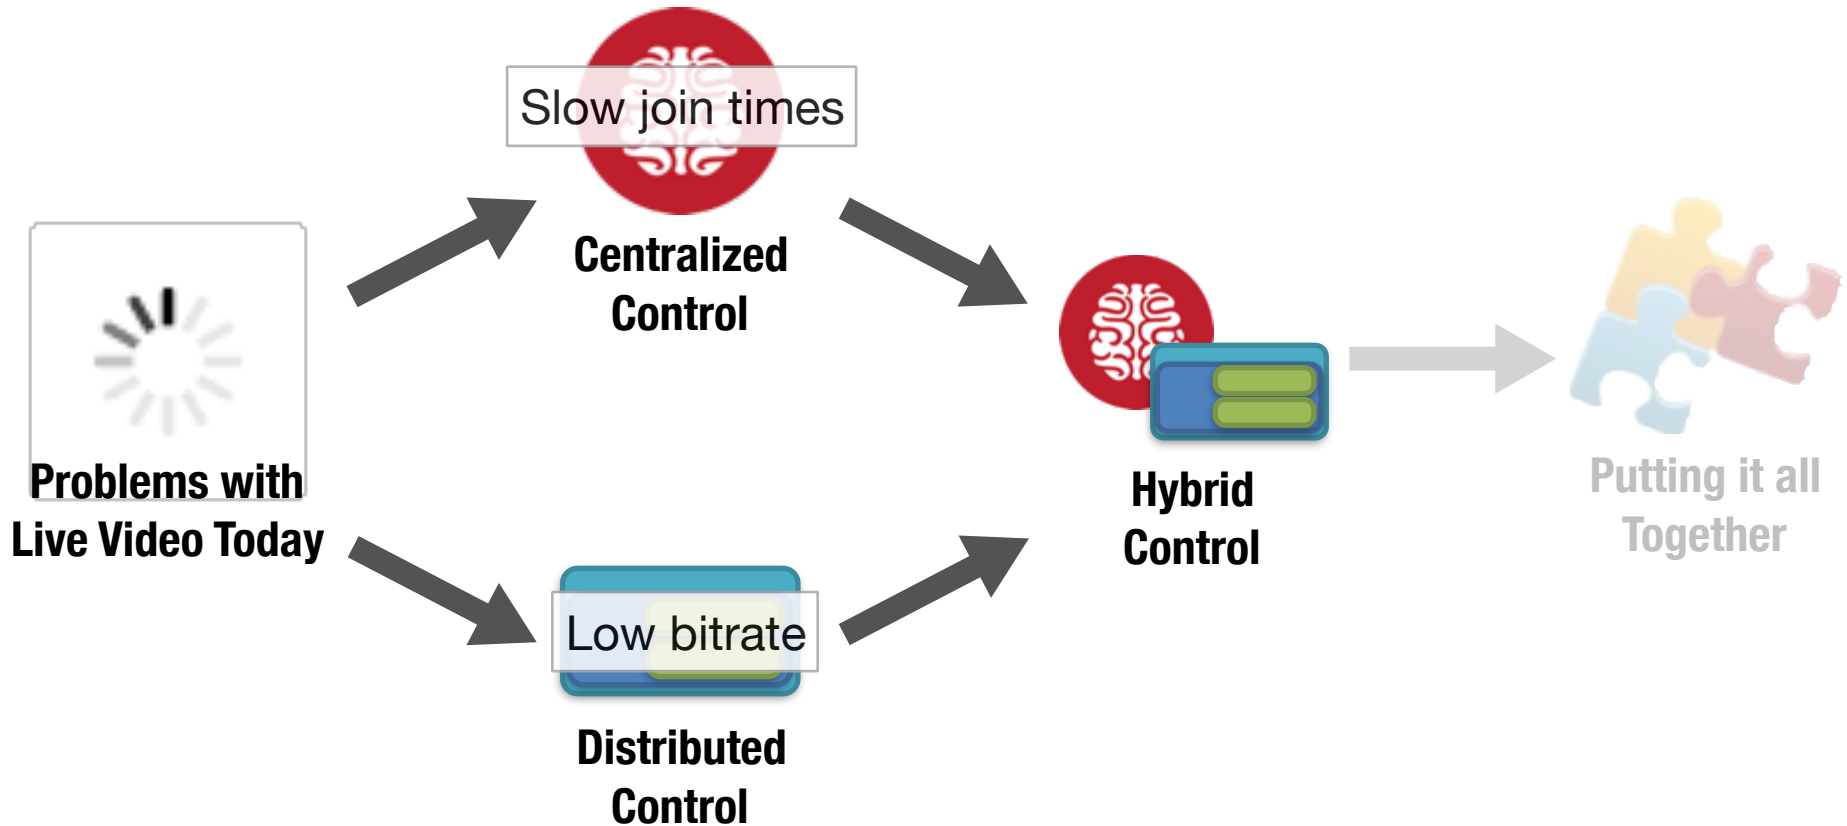 Slow join times
Centralized
Control
Problems with
Live Video Today
Low bitrate
Distributed
Control
Hybrid
Control
Putting it all
Together